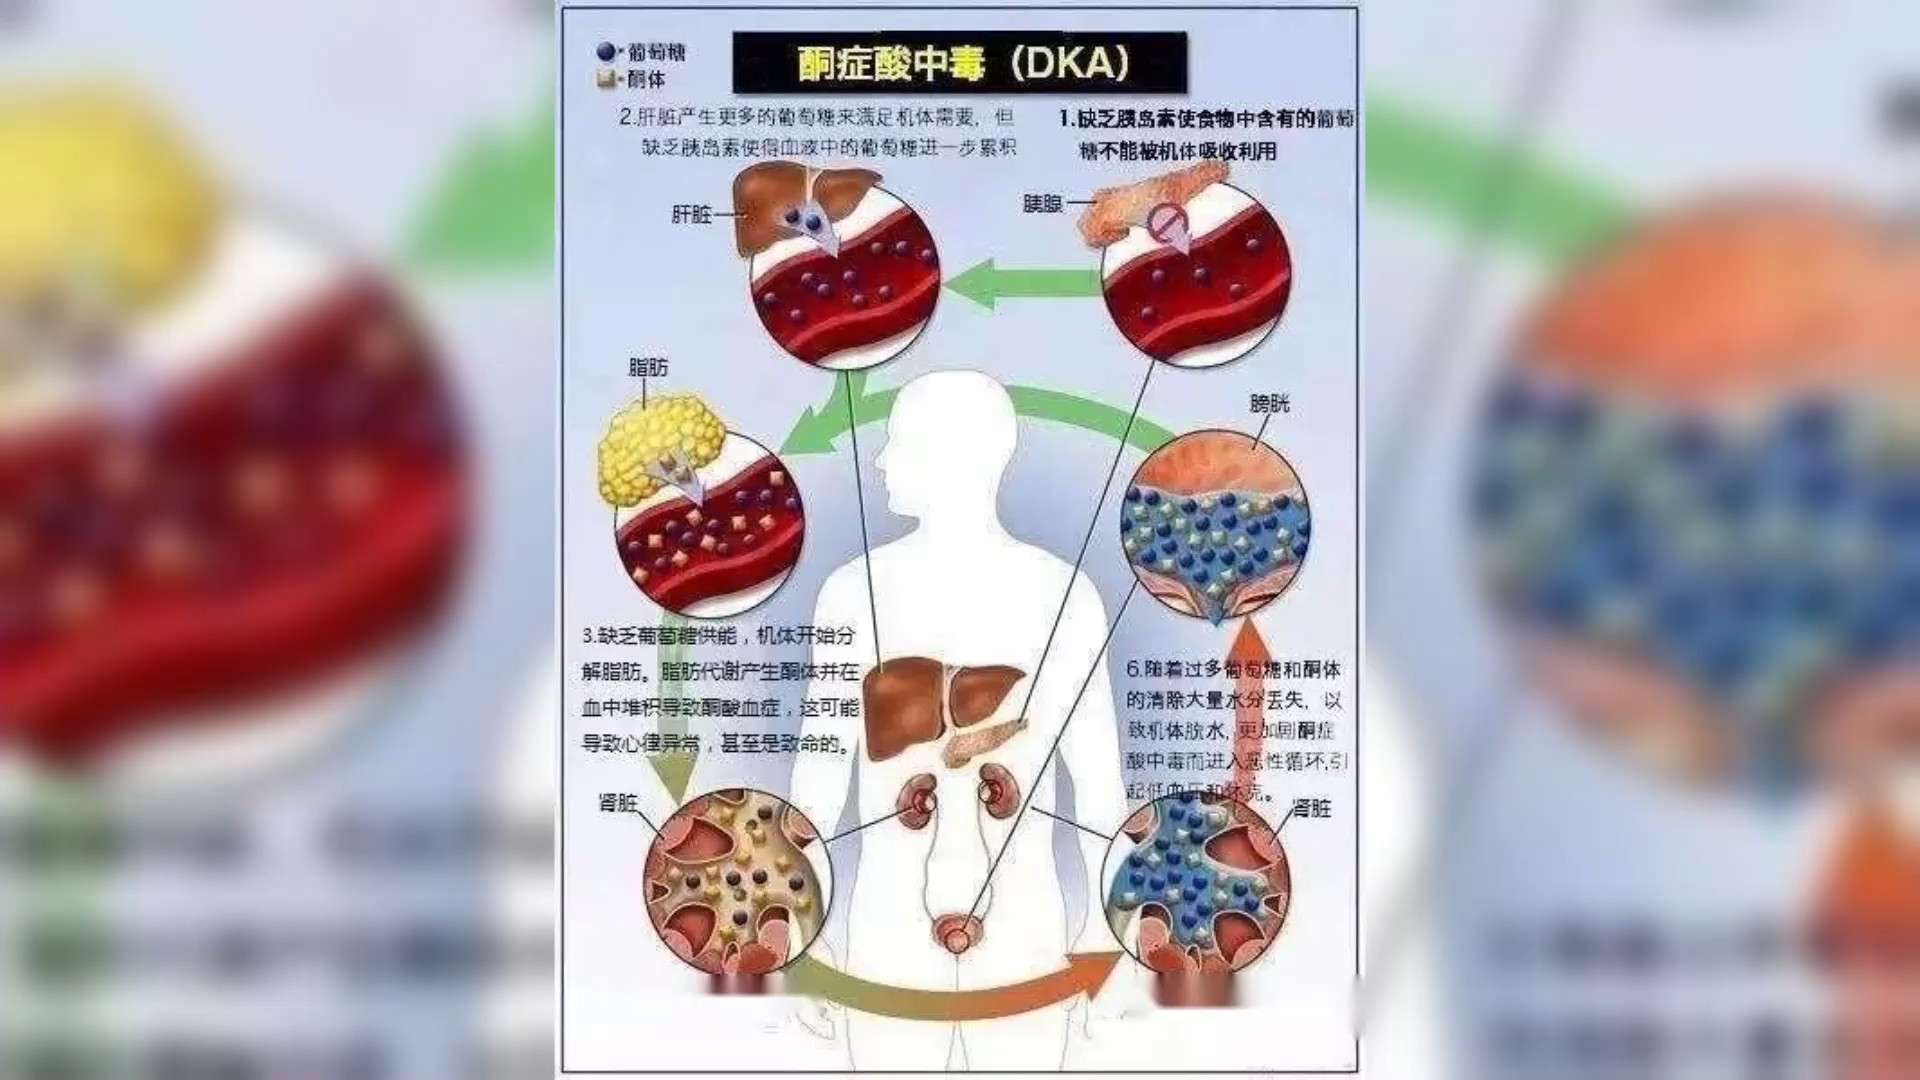 葡萄糖
酮体
酮症酸中毒（DKA）
2.肝脏产生更多的葡萄糖来满足机体需要，但
缺乏胰岛素使得血液中的葡萄糖进一步累积
1.缺乏胰岛素使食物中含有的葡萄
糖不能被机体吸收利用
肝脏
胰腺
脂肪
膀胱
3.缺乏葡萄糖供能，机体开始分
解脂肪。脂肪代谢产生酮体并在
血中堆积导致酮酸血症，这可能
导致心律异常，甚至是致命的。
6.随着过多葡萄糖和酮体
的清除大量水分丢失，以
致机体脱水，更加剧酮症
酸中毒而进入恶性循环,引
起低血压和休克。
肾脏
肾脏